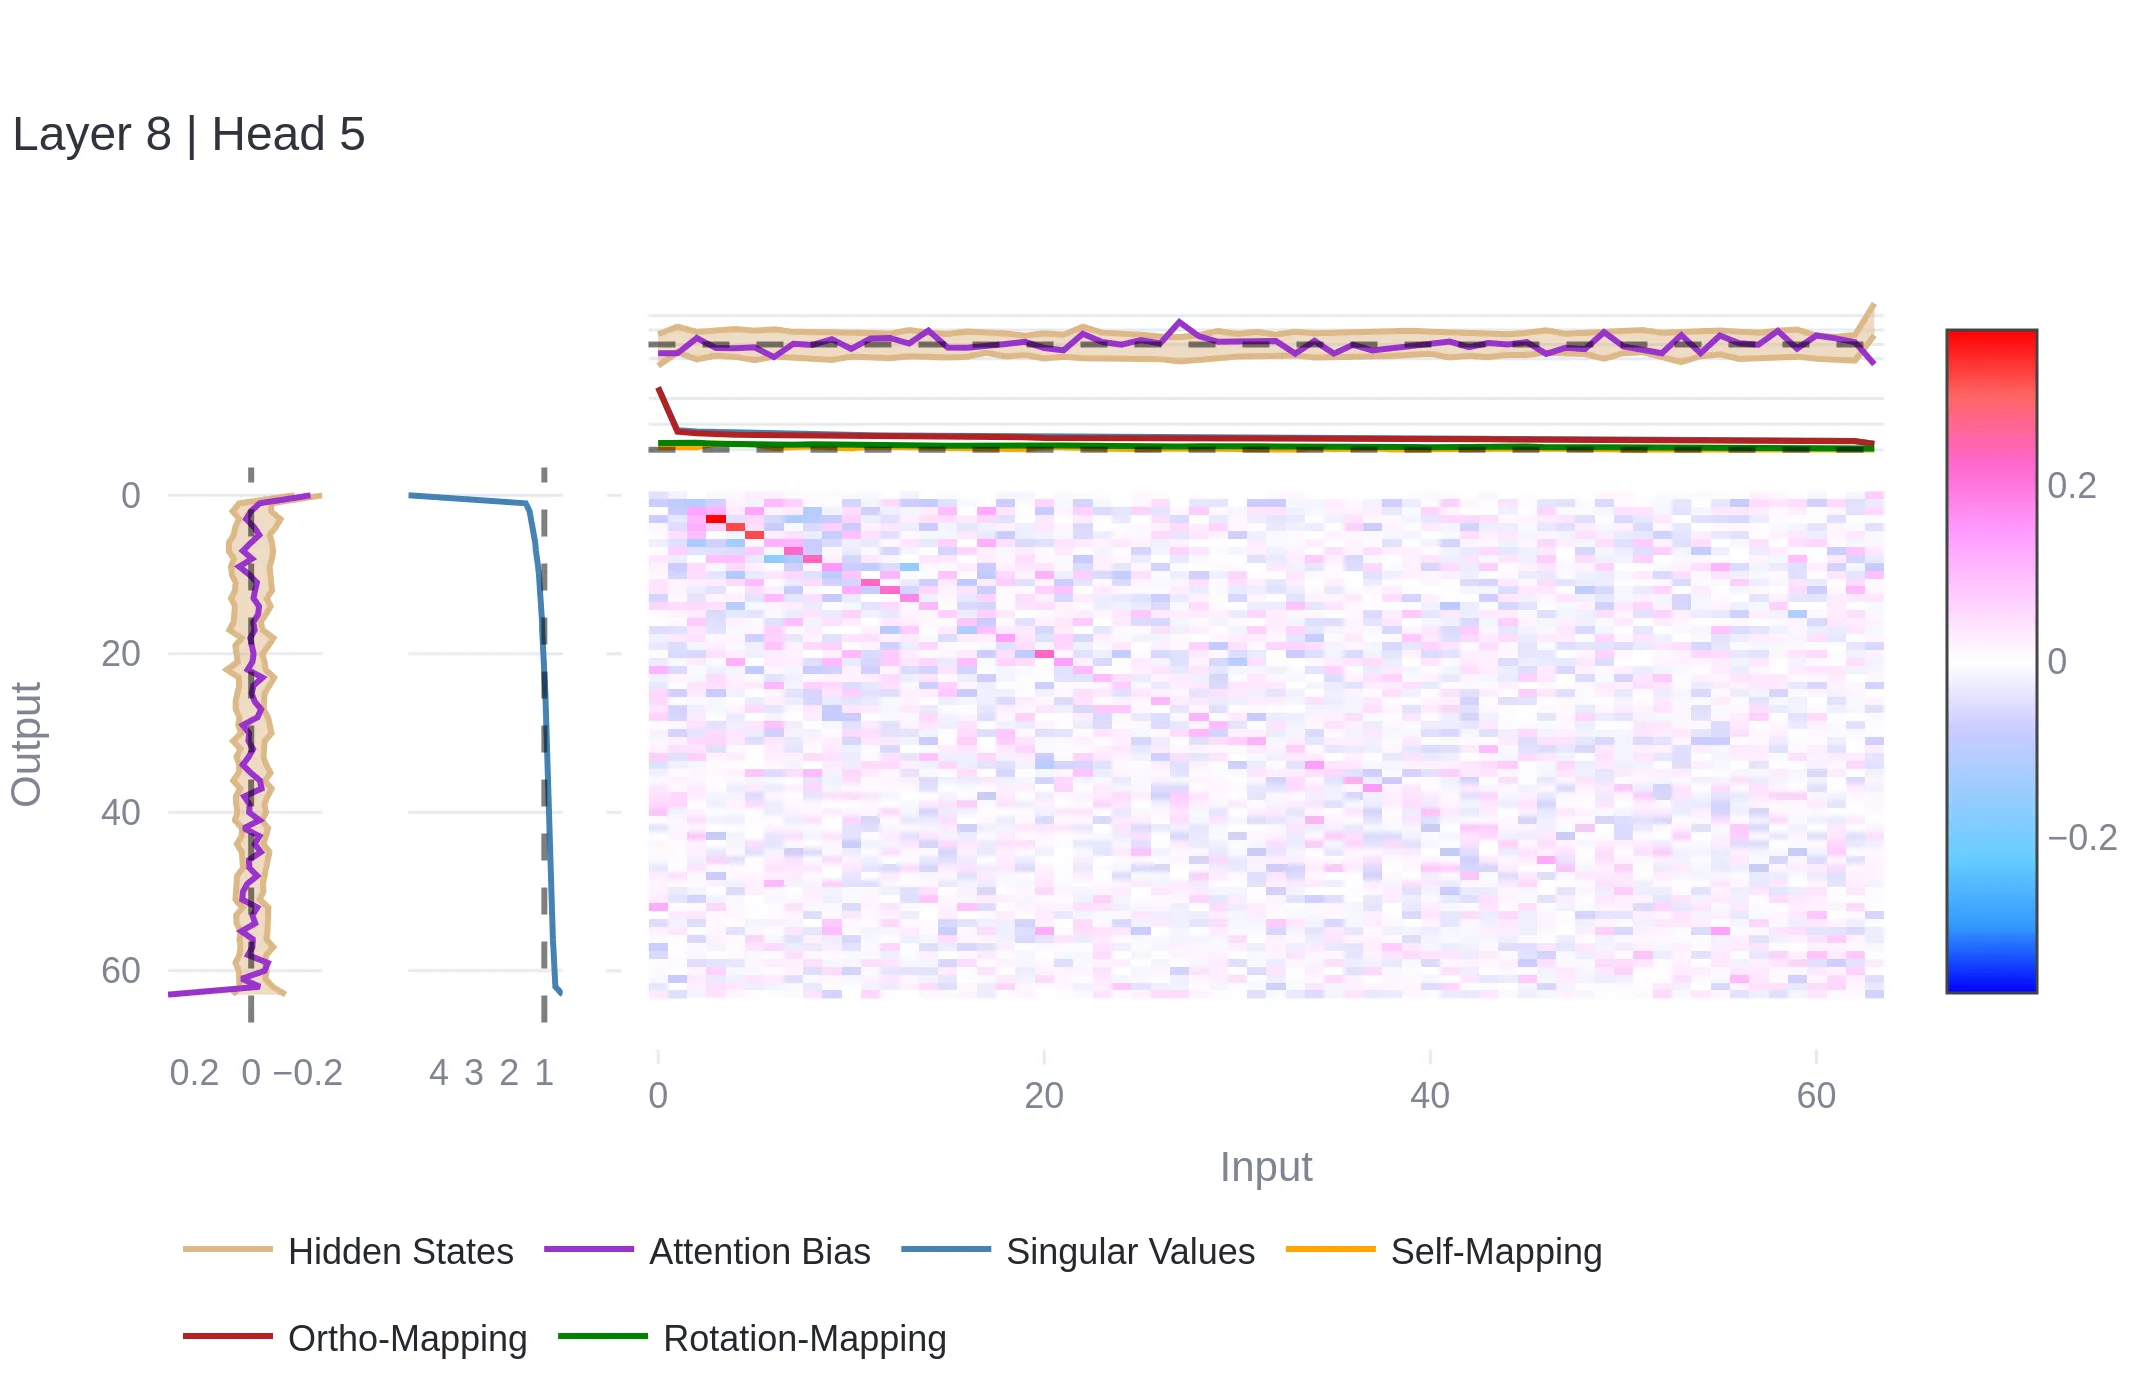 Layer 8 | Head 5
0
20
40
60
Output
0.2 0 −0.2
4 3 2 1
0 20 40 60
Input
0.2
0
−0.2
Hidden States Attention Bias Singular Values Self-Mapping
Ortho-Mapping Rotation-Mapping